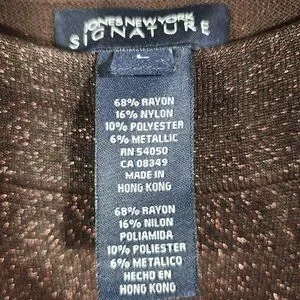 JONES NEW YORK
SIGNATURE
L
68% RAYON
16% NYLON
10% POLYESTER
6% METALLIC
RN 54050
CA 08349
MADE IN
HONG KONG
68% RAYON
16% NILON
POLIAMIDA
10% POLIESTER
6% METALICO
HECHO EN
HONG KONG